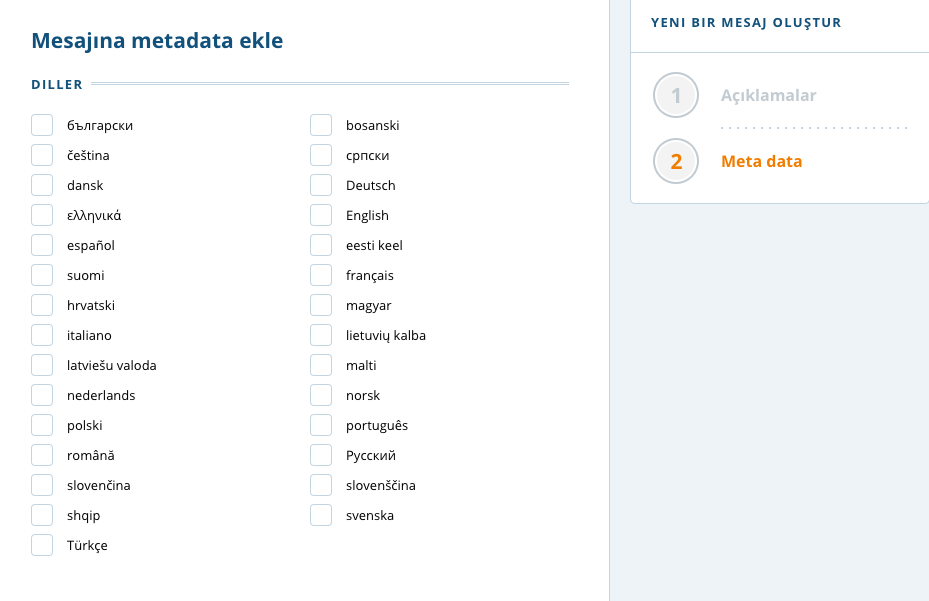 Mesajına metadata ekle
DILLER
български
čeština
dansk
ελληνικά
español
suomi
hrvatski
italiano
latviešu valoda
nederlands
polski
română
slovenčina
shqip
Türkçe
bosanski
српски
Deutsch
English
eesti keel
français
magyar
lietuvių kalba
malti
norsk
português
Русский
slovenščina
svenska
YENI BIR MESAJ OLUŞTUR
1 Açıklamalar
2 Meta data